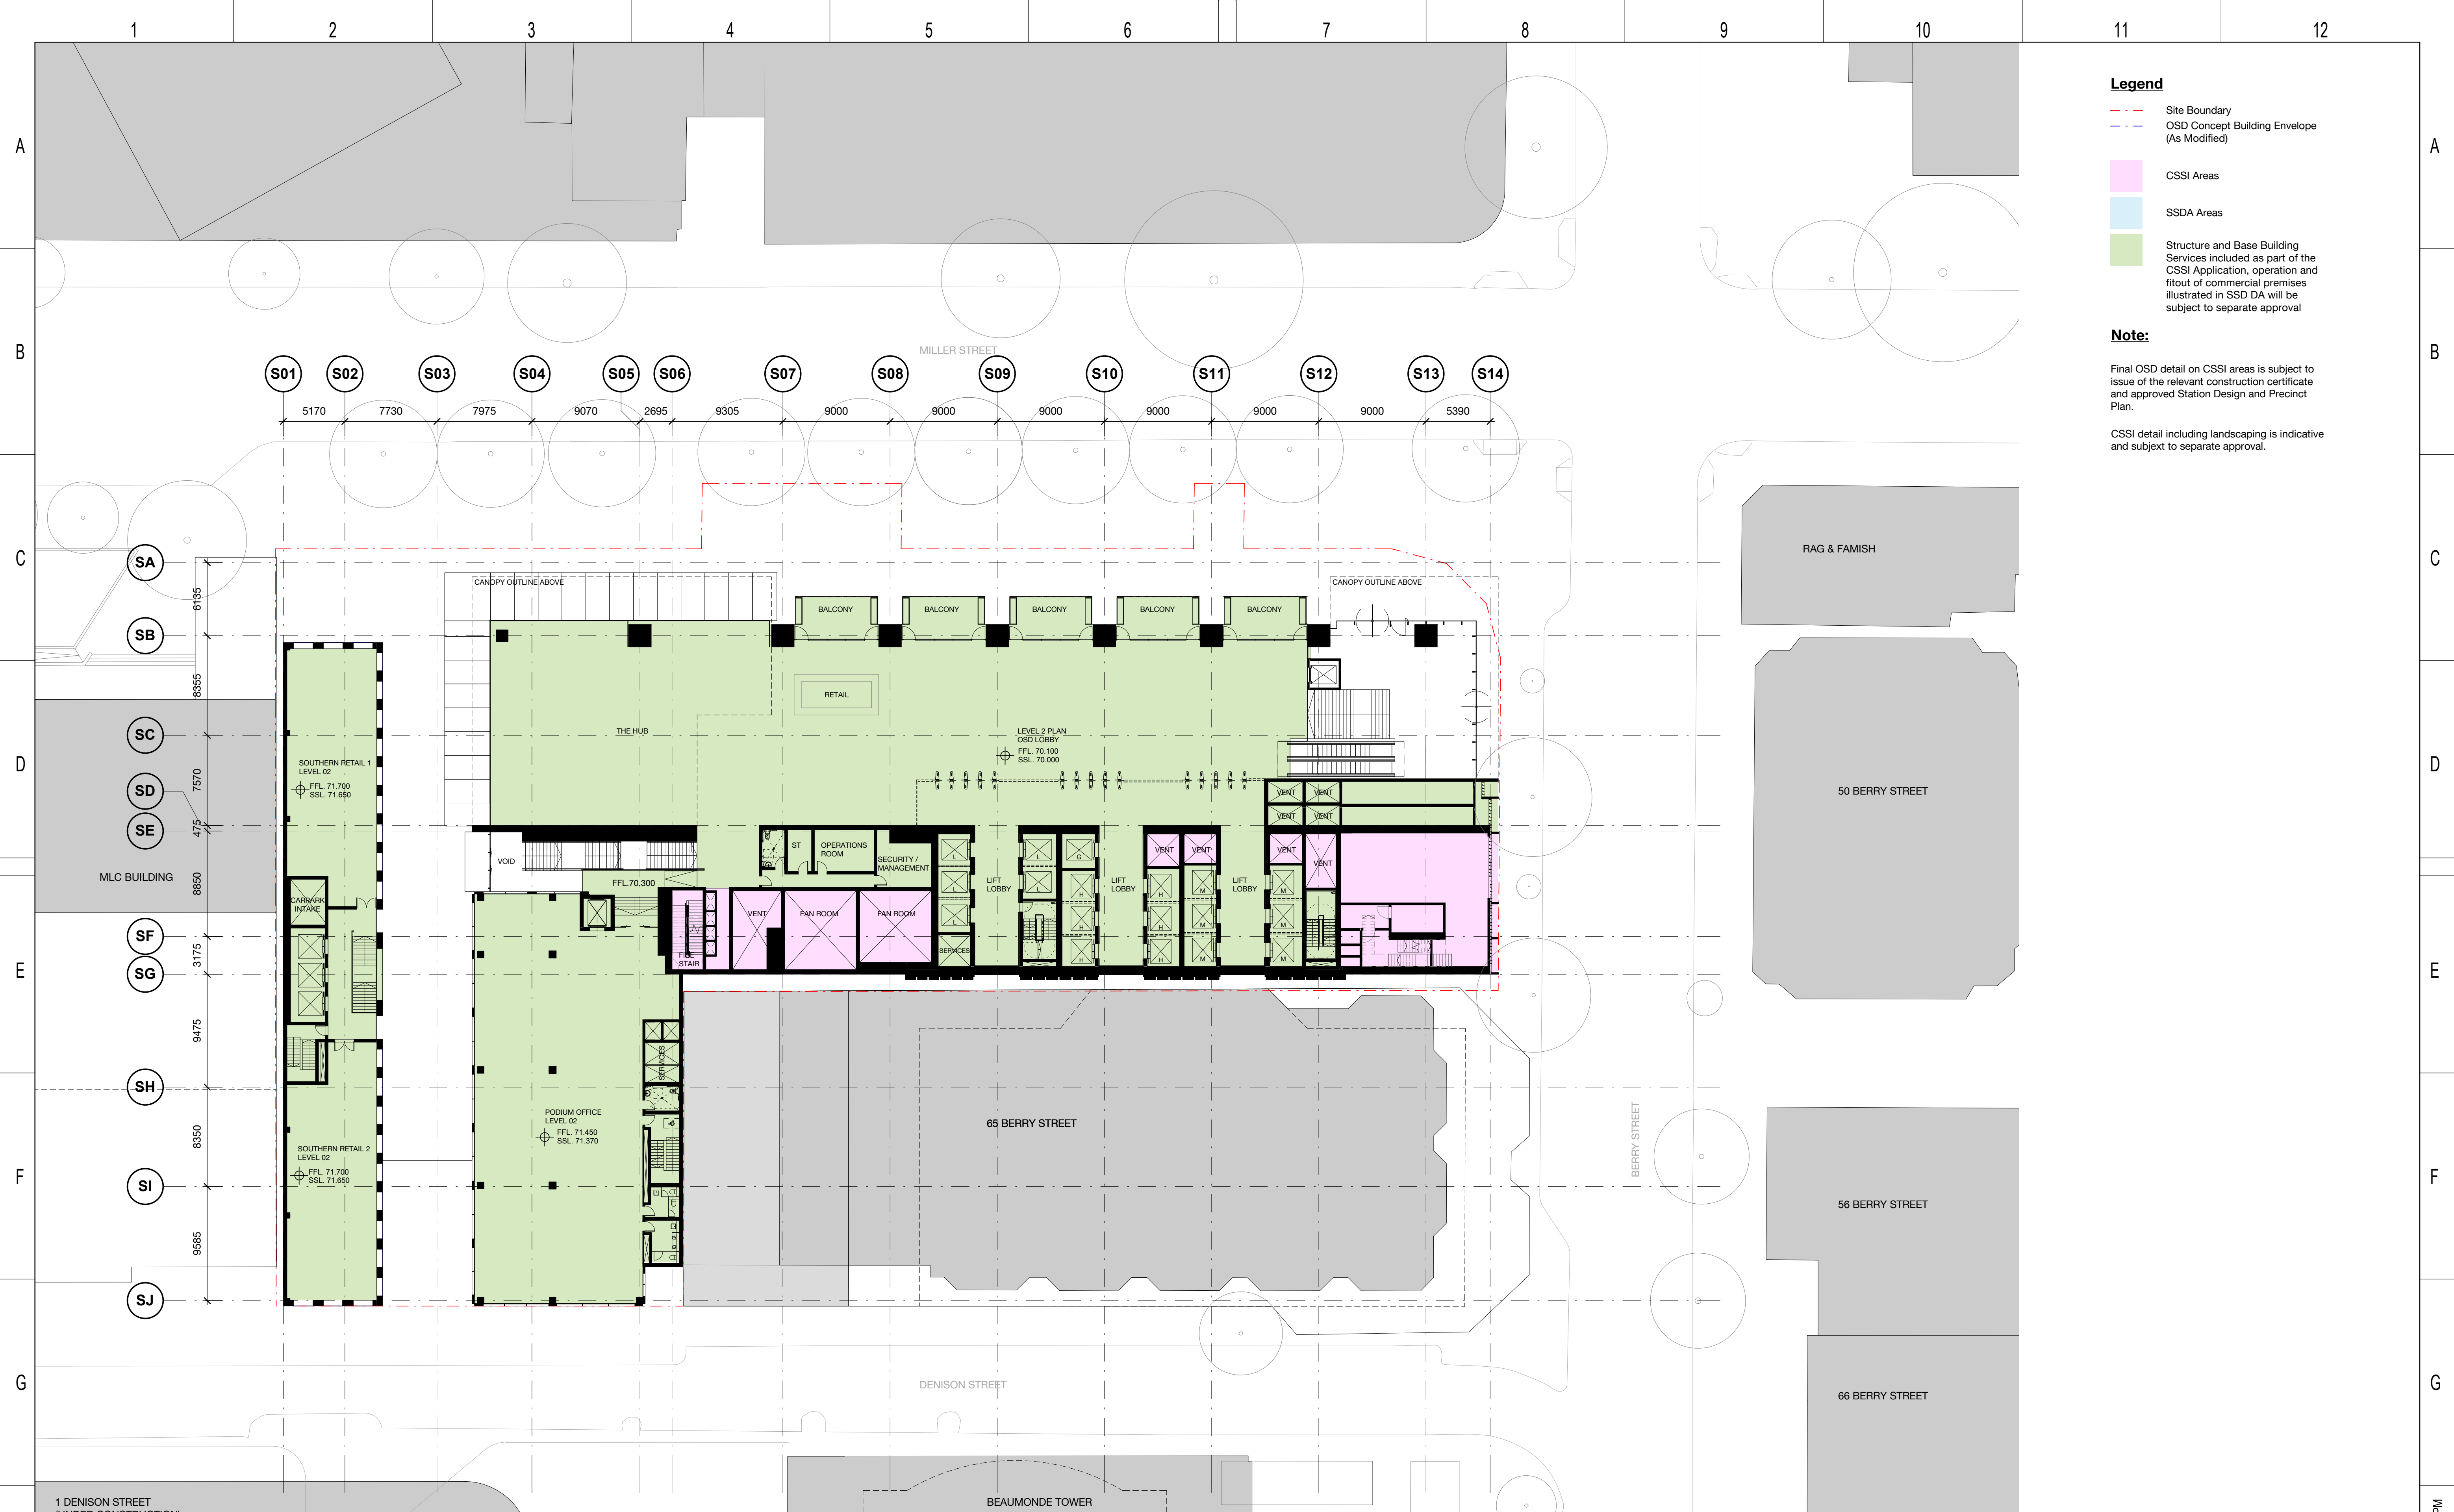 1 2 3 4 5 6 7 8 9 10 11 12
Legend
Site Boundary
OSD Concept Building Envelope
(As Modified)
CSSI Areas
SSDA Areas
Structure and Base Building
Services included as part of the
CSSI Application, operation and
fitout of commercial premises
illustrated in SSD DA will be
subject to separate approval
Note:
Final OSD detail on CSSI areas is subject to
issue of the relevant construction certificate
and approved Station Design and Precinct
Plan.
CSSI detail including landscaping is indicative
and subjext to separate approval.
A A
B B
C C
D D
E E
F F
G G
MILLER STREET
S01 S02 S03 S04 S05 S06 S07 S08 S09 S10 S11 S12 S13 S14
5170 7730 7975 9070 2695 9305 9000 9000 9000 9000 9000 9000 5390
SA
SB
SC
SD
SE
SF
SG
SH
SI
SJ
6135
8355
7570
475
8850
3175
9475
8350
9585
RAG & FAMISH
CANOPY OUTLINE ABOVE
CANOPY OUTLINE ABOVE
BALCONY BALCONY BALCONY BALCONY BALCONY
RETAIL
THE HUB
LEVEL 2 PLAN
OSD LOBBY
FFL. 70.100
SSL. 70.000
SOUTHERN RETAIL 1
LEVEL 02
FFL. 71.700
SSL. 71.650
50 BERRY STREET
VENT VENT
VENT VENT
MLC BUILDING
VOID
ST
OPERATIONS
ROOM
SECURITY /
MANAGEMENT
FFL.70,300
L L G VENT VENT VENT VENT
LIFT
LOBBY
LIFT
LOBBY
LIFT
LOBBY
L L H H M M
L H H M M
H H M M
CARPARK
INTAKE
VENT
FAN ROOM
FAN ROOM
SERVICES
FIRE
STAIR
SERVICES
PODIUM OFFICE
LEVEL 02
FFL. 71.450
SSL. 71.370
65 BERRY STREET
SOUTHERN RETAIL 2
LEVEL 02
FFL. 71.700
SSL. 71.650
BERRY STREET
56 BERRY STREET
DENISON STREET
66 BERRY STREET
1 DENISON STREET
BEAUMONDE TOWER
PM